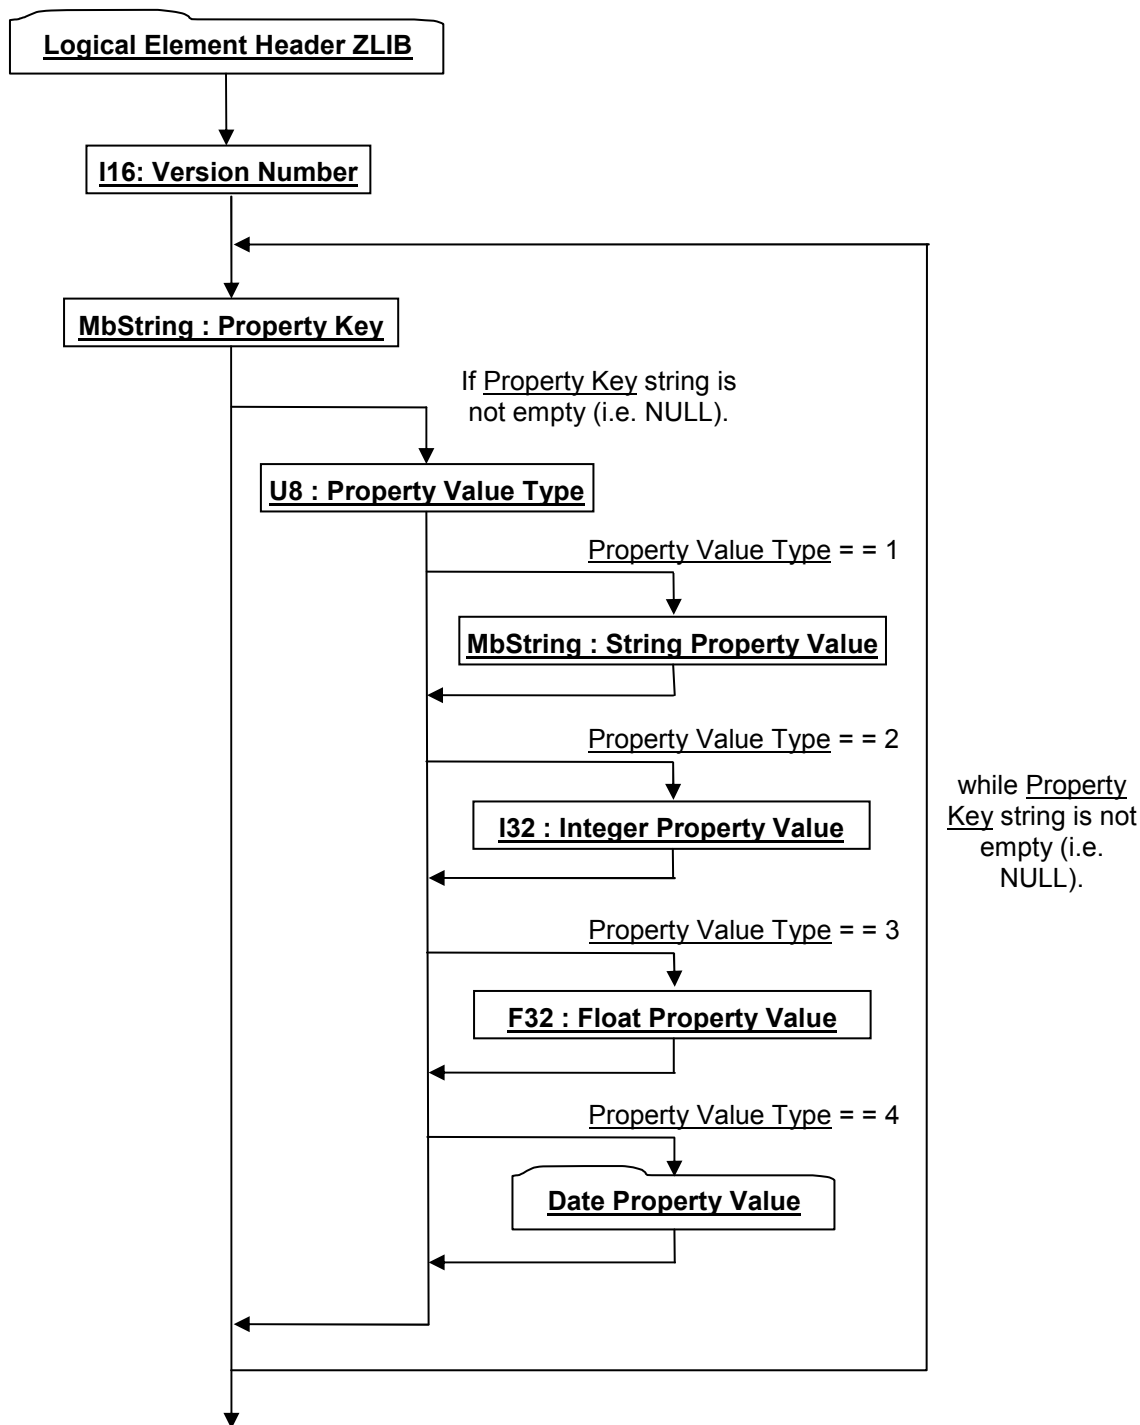 Logical Element Header ZLIB
I16: Version Number
MbString : Property Key
If Property Key string is
not empty (i.e. NULL).
U8 : Property Value Type
Property Value Type = = 1
MbString : String Property Value
Property Value Type = = 2
I32 : Integer Property Value
while Property
Key string is not
empty (i.e.
NULL).
Property Value Type = = 3
F32 : Float Property Value
Property Value Type = = 4
Date Property Value